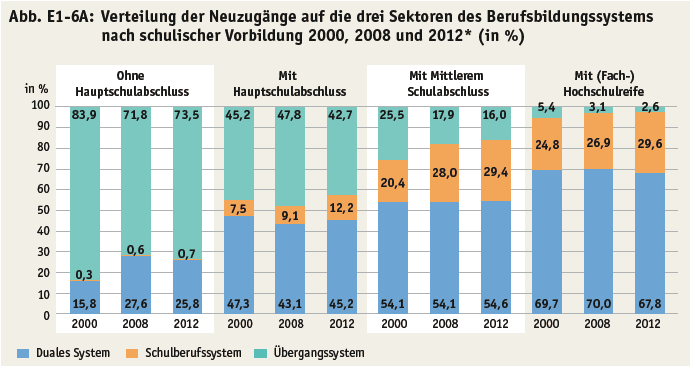 Abb. E1-6A: Verteilung der Neuzugänge auf die drei Sektoren des Berufsbildungssystems
nach schulischer Vorbildung 2000, 2008 und 2012* (in %)
in %
Ohne
Hauptschulabschluss
Mit
Hauptschulabschluss
Mit Mittlerem
Schulabschluss
Mit (Fach-)
Hochschulreife
100
90
80
70
60
50
40
30
20
10
0
83,9 71,8 73,5 45,2 47,8 42,7 25,5 17,9 16,0 5,4 3,1 2,6
0,3 0,6 0,7 7,5 9,1 12,2 20,4 28,0 29,4 24,8 26,9 29,6
15,8 27,6 25,8 47,3 43,1 45,2 54,1 54,1 54,6 69,7 70,0 67,8
2000 2008 2012 2000 2008 2012 2000 2008 2012 2000 2008 2012
Duales System Schulberufssystem Übergangssystem